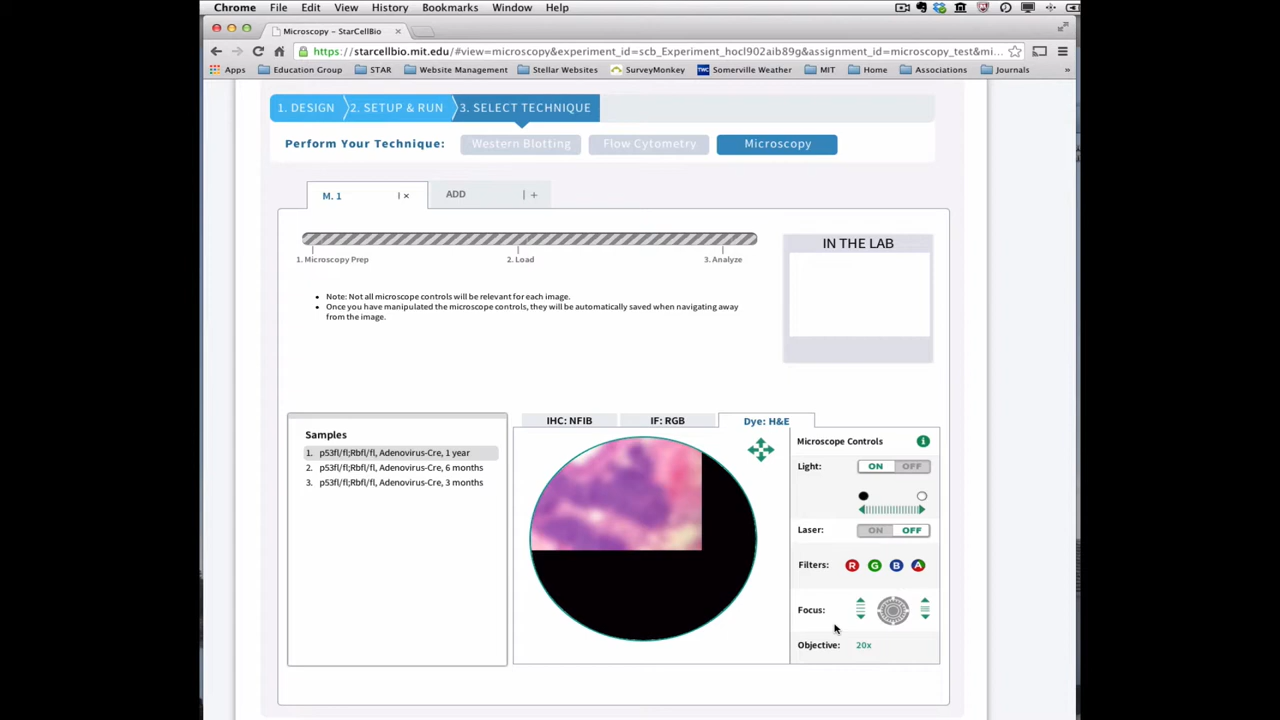 Chrome File Edit View History Bookmarks Window Help
Microscopy – StarCellBio ×
https://starcellbio.mit.edu/#view=microscopy&experiment_id=scb_Experiment_hocl902aib89g&assignment_id=microscopy_test&mi...
Apps Education Group STAR Website Management Stellar Websites SurveyMonkey TWC Somerville Weather MIT Home Associations Journals »
1. DESIGN 2. SETUP & RUN 3. SELECT TECHNIQUE
Perform Your Technique: Western Blotting Flow Cytometry Microscopy
M. 1 | × ADD | +
IN THE LAB
1. Microscopy Prep 2. Load 3. Analyze
• Note: Not all microscope controls will be relevant for each image.
• Once you have manipulated the microscope controls, they will be automatically saved when navigating away
from the image.
IHC: NFIB IF: RGB Dye: H&E
Samples
1. p53fl/fl;Rbfl/fl, Adenovirus-Cre, 1 year
2. p53fl/fl;Rbfl/fl, Adenovirus-Cre, 6 months
3. p53fl/fl;Rbfl/fl, Adenovirus-Cre, 3 months
Microscope Controls i
Light: ON OFF
Laser: ON OFF
Filters: R G B A
Focus:
Objective: 20x